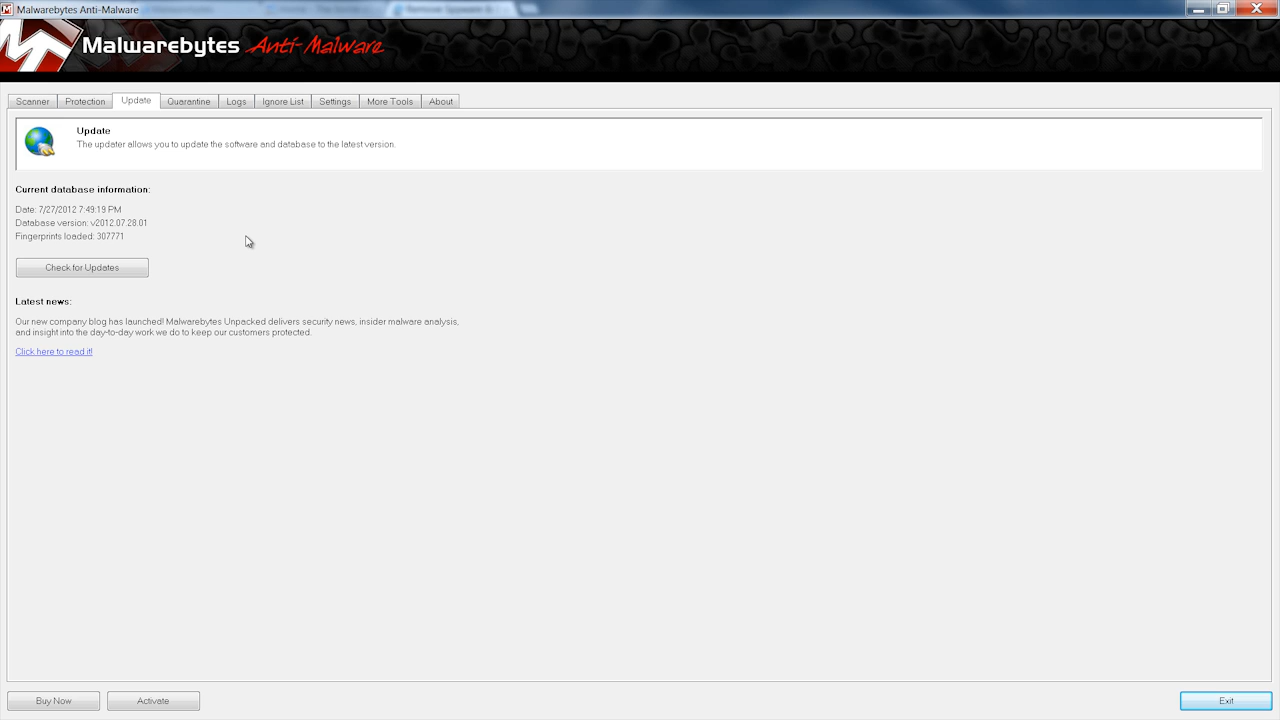 Malwarebytes Anti-Malware
Malwarebytes Anti-Malware
Scanner Protection Update Quarantine Logs Ignore List Settings More Tools About
Update
The updater allows you to update the software and database to the latest version.
Current database information:
Date: 7/27/2012 7:49:19 PM
Database version: v2012.07.28.01
Fingerprints loaded: 307771
Check for Updates
Latest news:
Our new company blog has launched! Malwarebytes Unpacked delivers security news, insider malware analysis,
and insight into the day-to-day work we do to keep our customers protected.
Click here to read it!
Buy Now Activate Exit